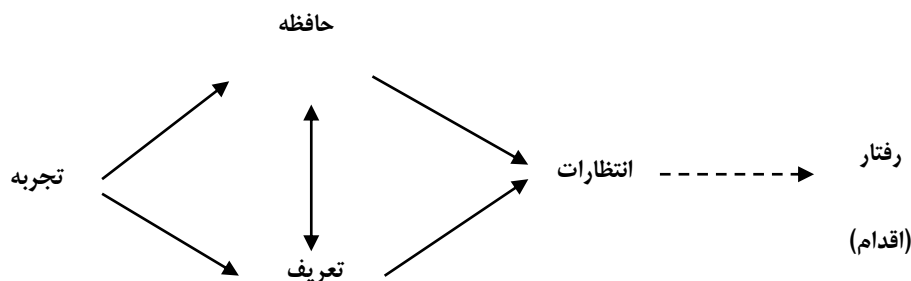 حافظه
رفتار
انتظارات
تجربه
(اقدام)
تعریف